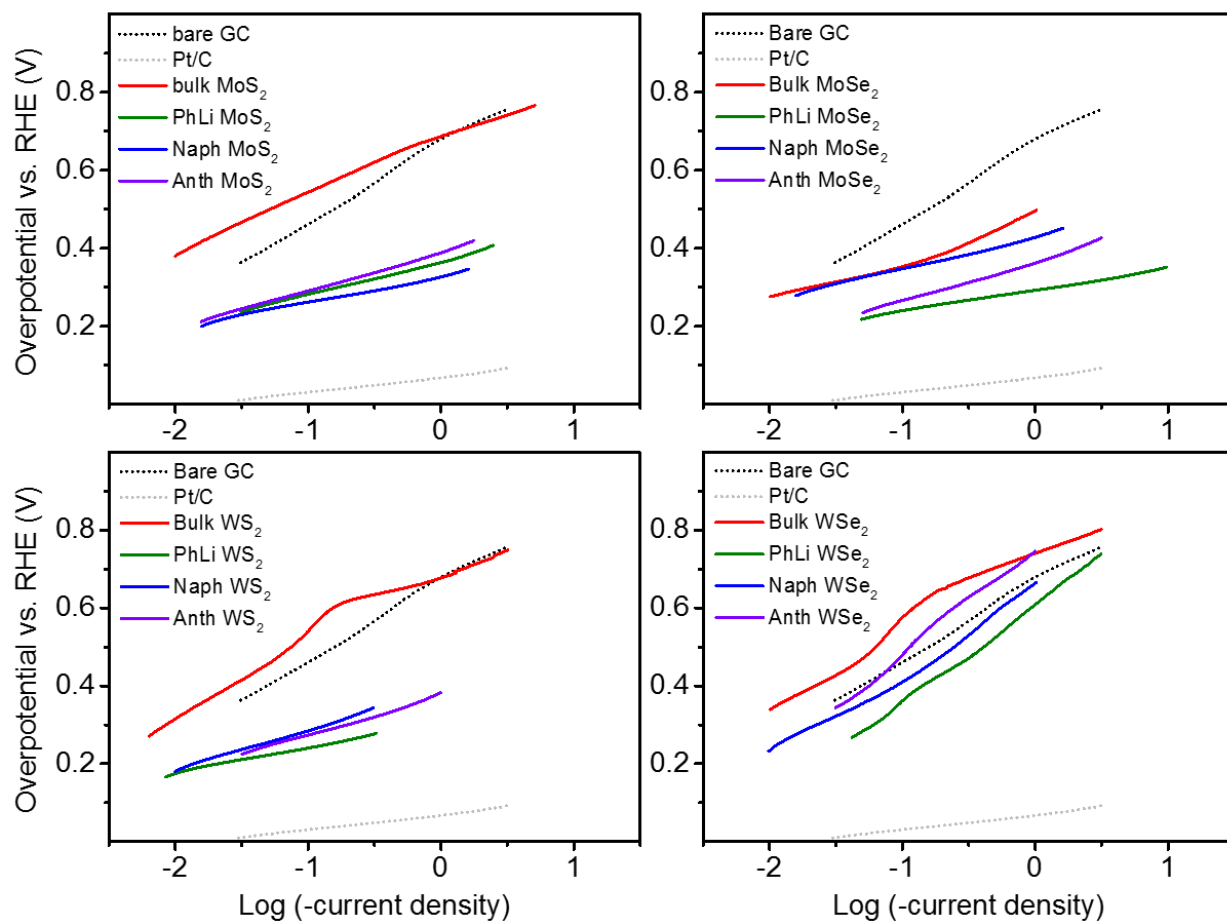 Overpotential vs. RHE (V)
0.8
0.6
0.4
0.2
bare GC
Pt/C
bulk MoS₂
PhLi MoS₂
Naph MoS₂
Anth MoS₂
-2
-1
0
1
Bare GC
Pt/C
Bulk MoSe₂
PhLi MoSe₂
Naph MoSe₂
Anth MoSe₂
0.8
0.6
0.4
0.2
-2
-1
0
1
Overpotential vs. RHE (V)
0.8
0.6
0.4
0.2
Bare GC
Pt/C
Bulk WS₂
PhLi WS₂
Naph WS₂
Anth WS₂
-2
-1
0
1
Log (-current density)
Bare GC
Pt/C
Bulk WSe₂
PhLi WSe₂
Naph WSe₂
Anth WSe₂
0.8
0.6
0.4
0.2
-2
-1
0
1
Log (-current density)